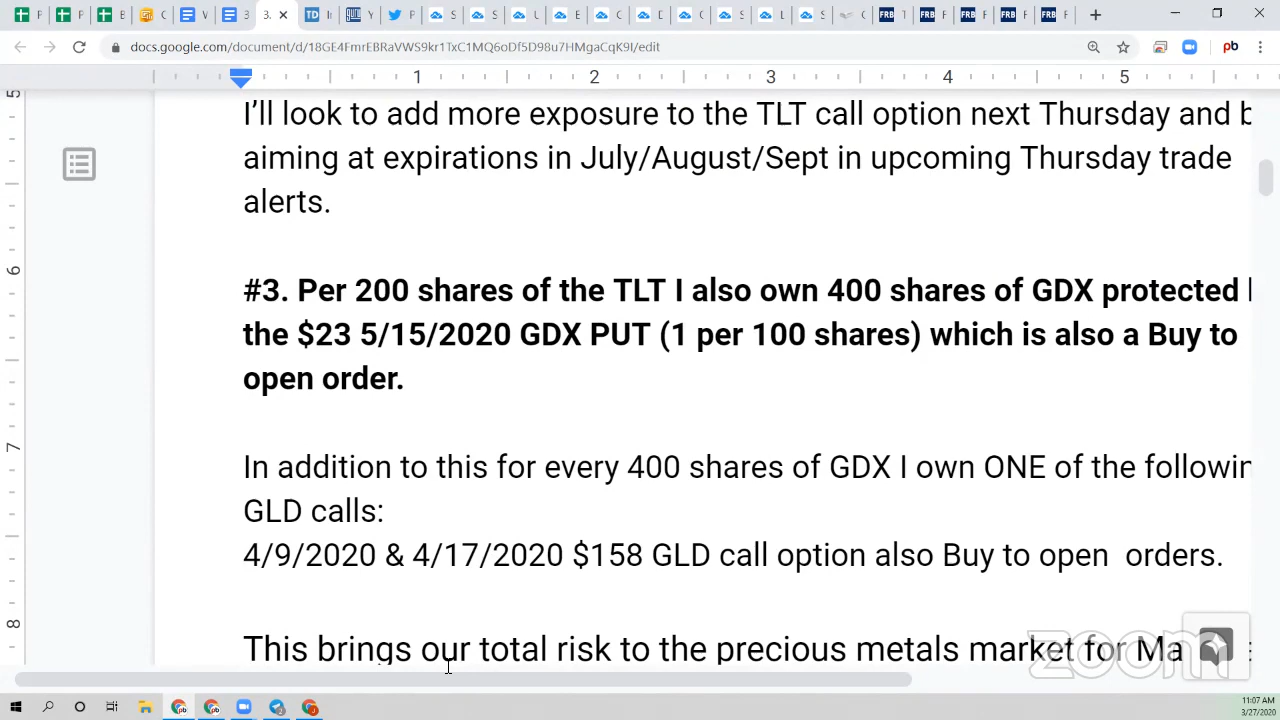 docs.google.com/document/d/18GE4FmrEBRaVWS9kr1TxC1MQDoDf5D98u7HMgaCqK9I/edit
1 2 3 4 5
I'll look to add more exposure to the TLT call option next Thursday and
aiming at expirations in July/August/Sept in upcoming Thursday trade
alerts.
#3. Per 200 shares of the TLT I also own 400 shares of GDX protected
the $23 5/15/2020 GDX PUT (1 per 100 shares) which is also a Buy to
open order.
In addition to this for every 400 shares of GDX I own ONE of the
GLD calls:
4/9/2020 & 4/17/2020 $158 GLD call option also Buy to open orders.
This brings our total risk to the precious metals market for
zoom
5
6
7
8
11:07 AM
3/27/2020